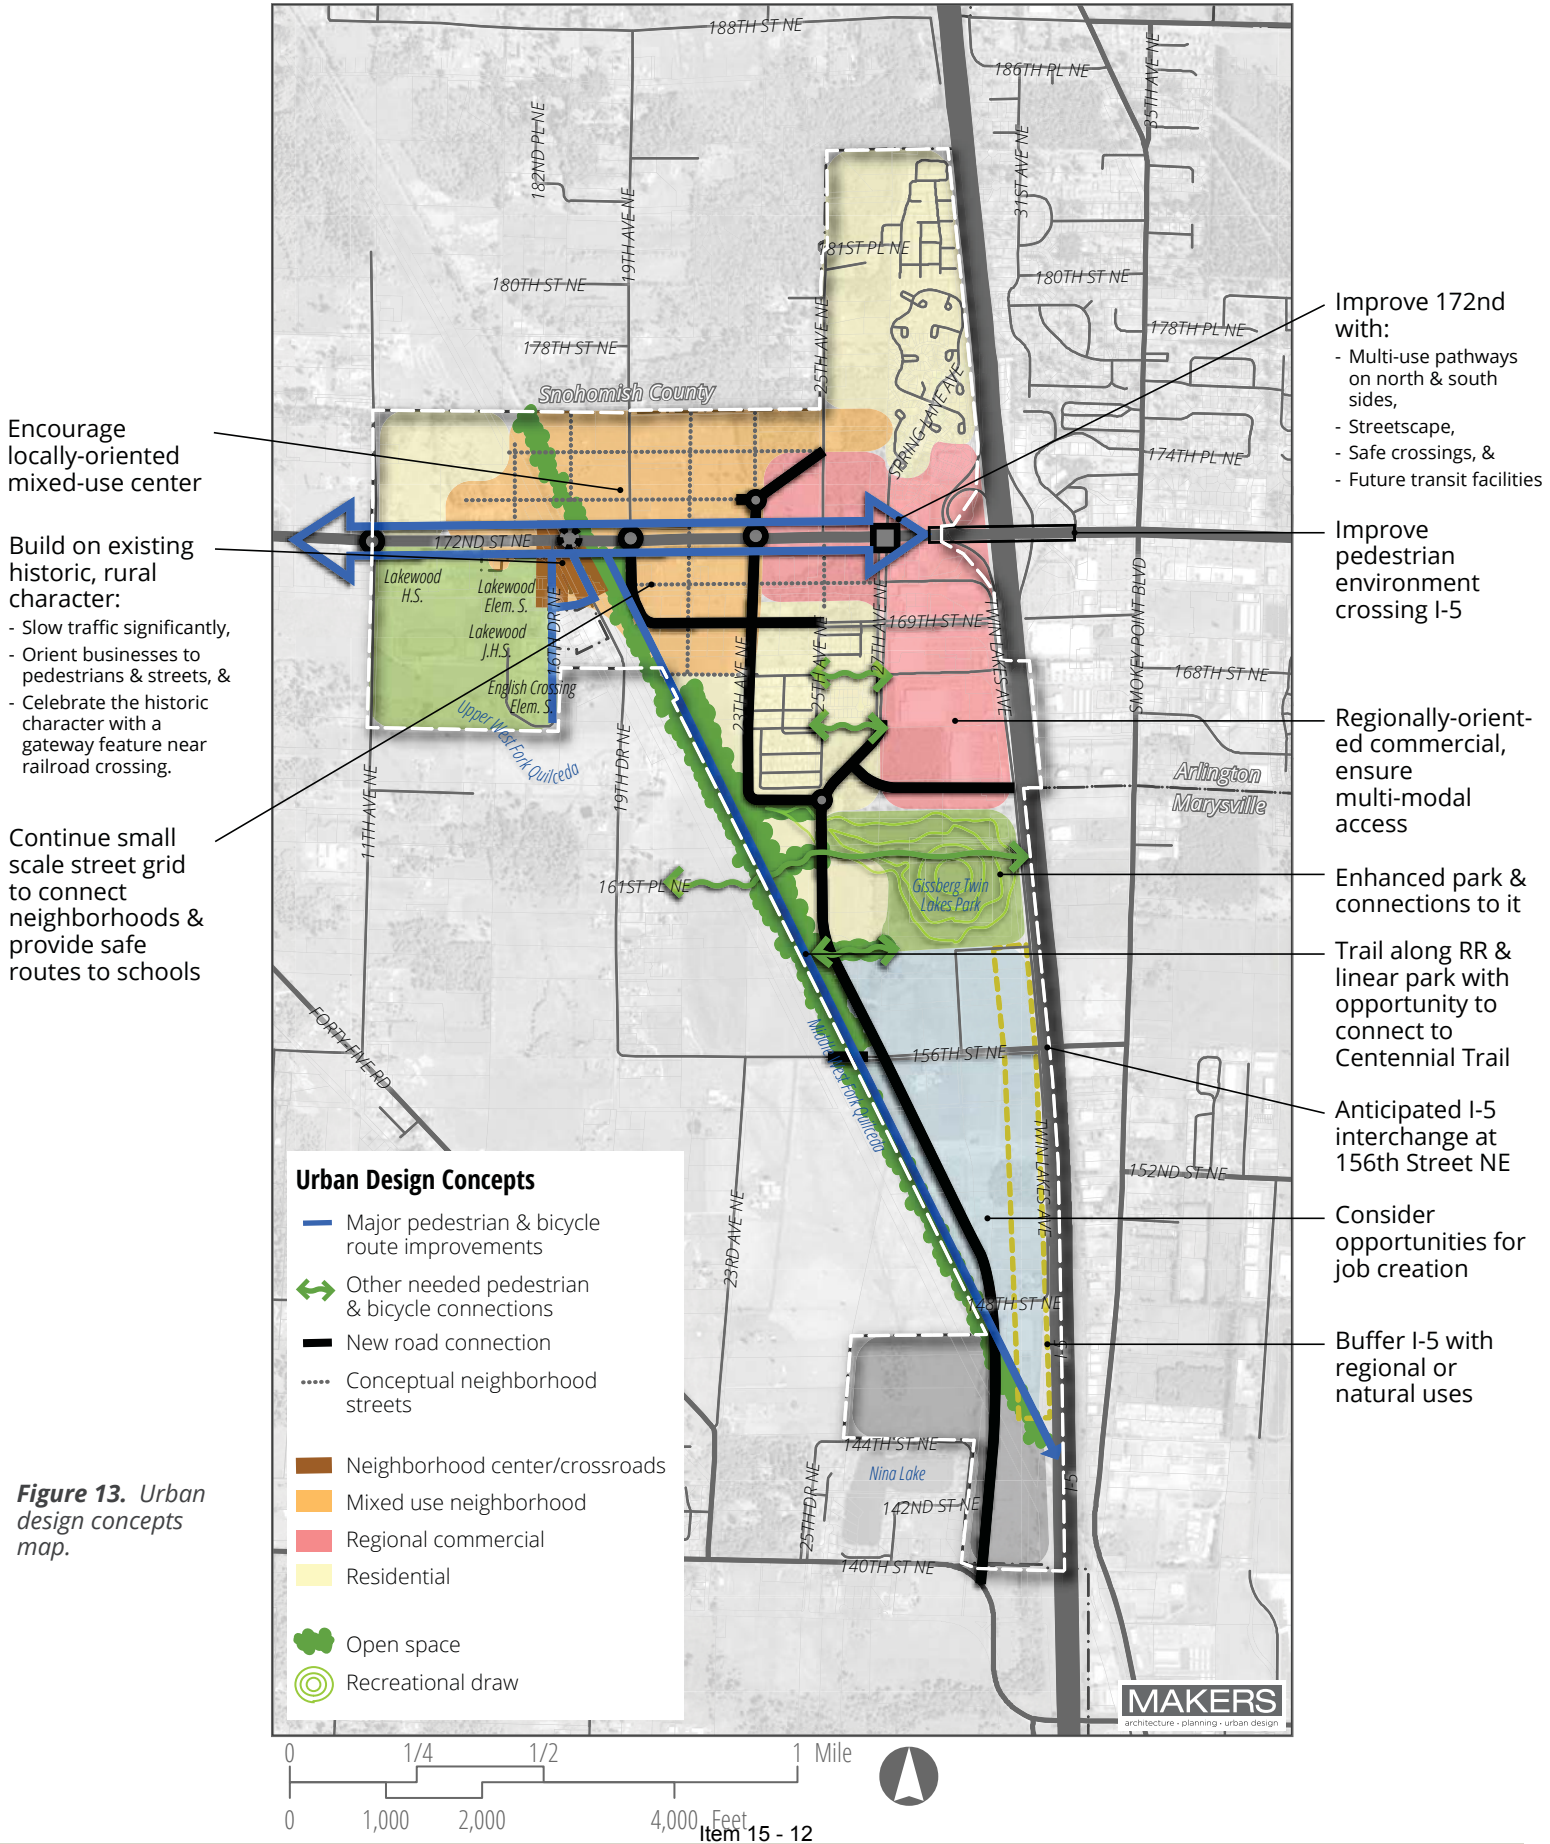 188TH ST NE
186TH PL NE
35TH AVE NE
182ND PL NE
31ST AVE NE
19TH AVE NE
181ST PL NE
180TH ST NE
180TH ST NE
178TH ST NE
25TH AVE NE
178TH PL NE
Snohomish County
SPRING LANE AVE
174TH PL NE
172ND ST NE
Encourage
locally-oriented
mixed-use center
Build on existing
historic, rural
character:
- Slow traffic significantly,
- Orient businesses to
pedestrians & streets, &
- Celebrate the historic
character with a
gateway feature near
railroad crossing.
Continue small
scale street grid
to connect
neighborhoods &
provide safe
routes to schools
Improve 172nd
with:
- Multi-use pathways
on north & south
sides,
- Streetscape,
- Safe crossings, &
- Future transit facilities
Improve
pedestrian
environment
crossing I-5
Regionally-orient-
ed commercial,
ensure
multi-modal
access
Enhanced park &
connections to it
Trail along RR &
linear park with
opportunity to
connect to
Centennial Trail
Anticipated I-5
interchange at
156th Street NE
Consider
opportunities for
job creation
Buffer I-5 with
regional or
natural uses
Lakewood
H.S.
Lakewood
Elem. S.
Lakewood
J.H.S.
English Crossing
Elem. S.
16TH DR NE
Upper West Fork Quilceda
11TH AVE NE
19TH DR NE
23TH AVE NE
25TH AVE NE
27TH AVE NE
169TH ST NE
TWIN LAKES AVE
SMOKEY POINT BLVD
168TH ST NE
Arlington
Marysville
161ST PL NE
Gissberg Twin
Lakes Park
FORTY-FIVE RD
Middle West Fork Quilceda
156TH ST NE
TWIN LAKES AVE
152ND ST NE
23RD AVE NE
148TH ST NE
I-5
144TH ST NE
Nina Lake
25TH DR NE
142ND ST NE
I-5
140TH ST NE
Urban Design Concepts
Major pedestrian & bicycle
route improvements
Other needed pedestrian
& bicycle connections
New road connection
Conceptual neighborhood
streets
Neighborhood center/crossroads
Mixed use neighborhood
Regional commercial
Residential
Open space
Recreational draw
Figure 13. Urban
design concepts
map.
MAKERS
architecture - planning - urban design
0 1/4 1/2 1 Mile
0 1,000 2,000 4,000 Feet
Item 15 - 12